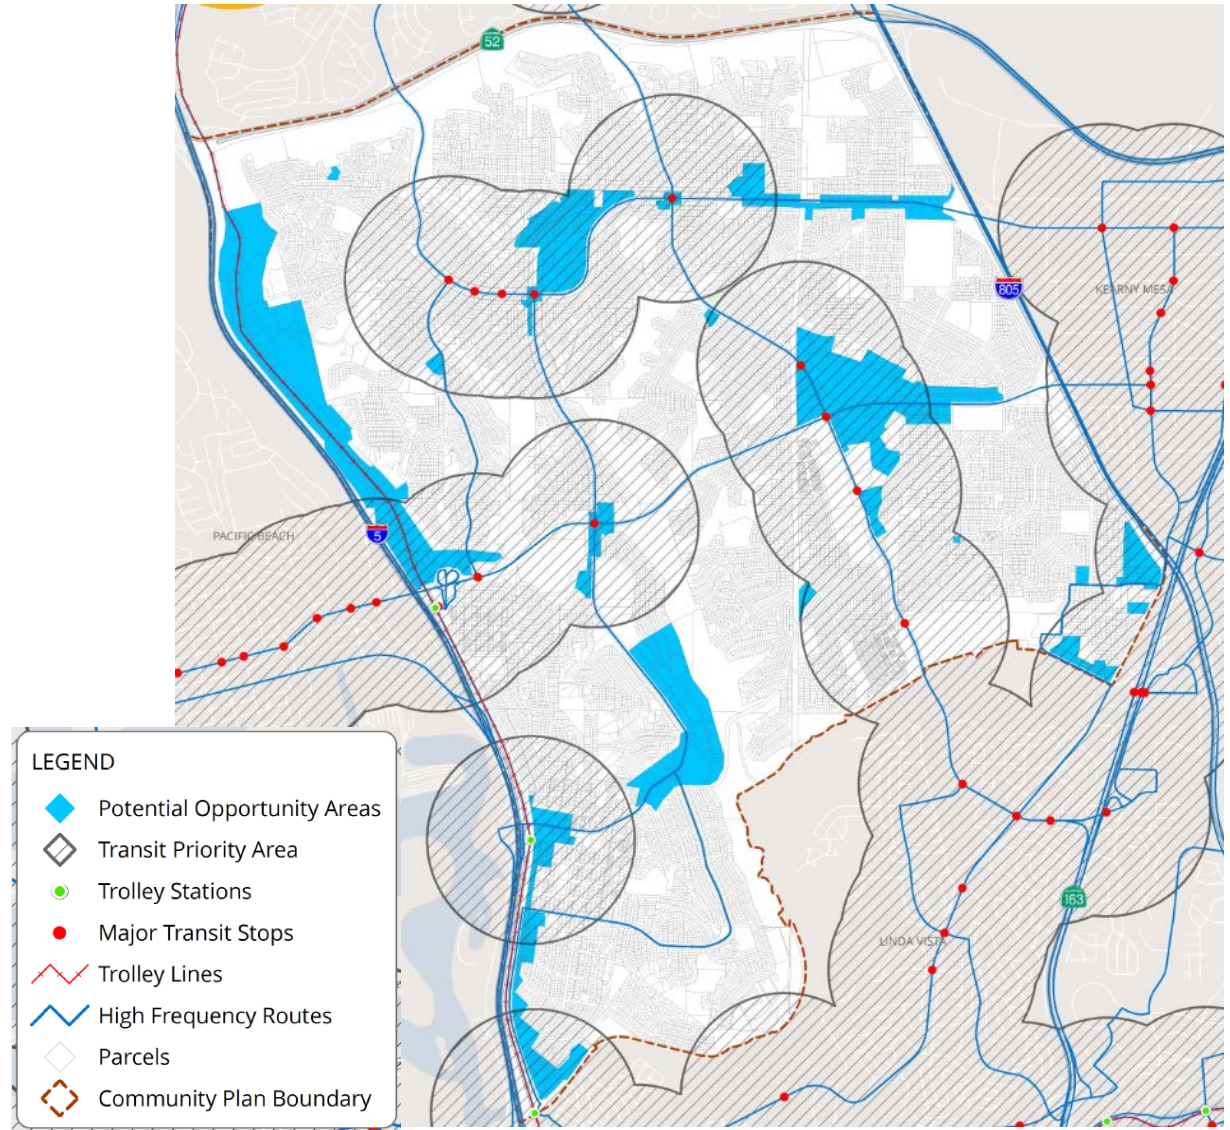 52
805
KEARNY MESA
PACIFIC BEACH
5
LEGEND
Potential Opportunity Areas
Transit Priority Area
Trolley Stations
Major Transit Stops
Trolley Lines
High Frequency Routes
Parcels
Community Plan Boundary
163
LINDA VISTA